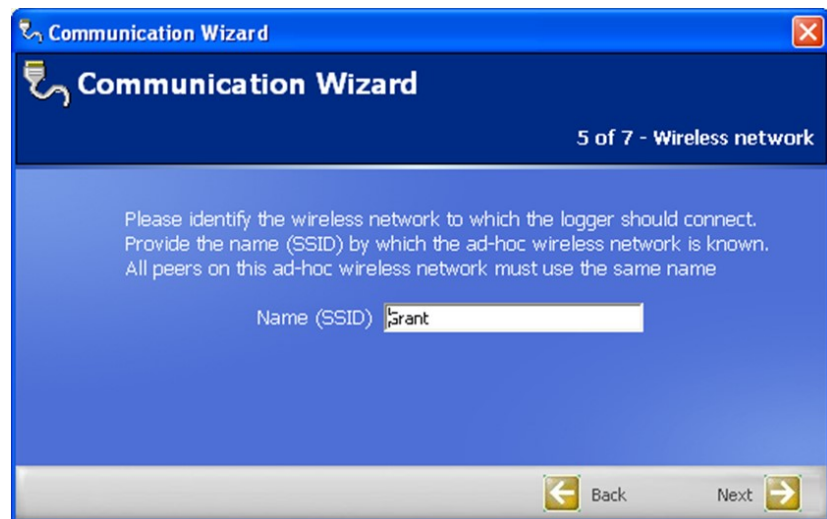 Communication Wizard
Communication Wizard
5 of 7 - Wireless network
Please identify the wireless network to which the logger should connect.
Provide the name (SSID) by which the ad-hoc wireless network is known.
All peers on this ad-hoc wireless network must use the same name
Name (SSID) Grant
Back Next